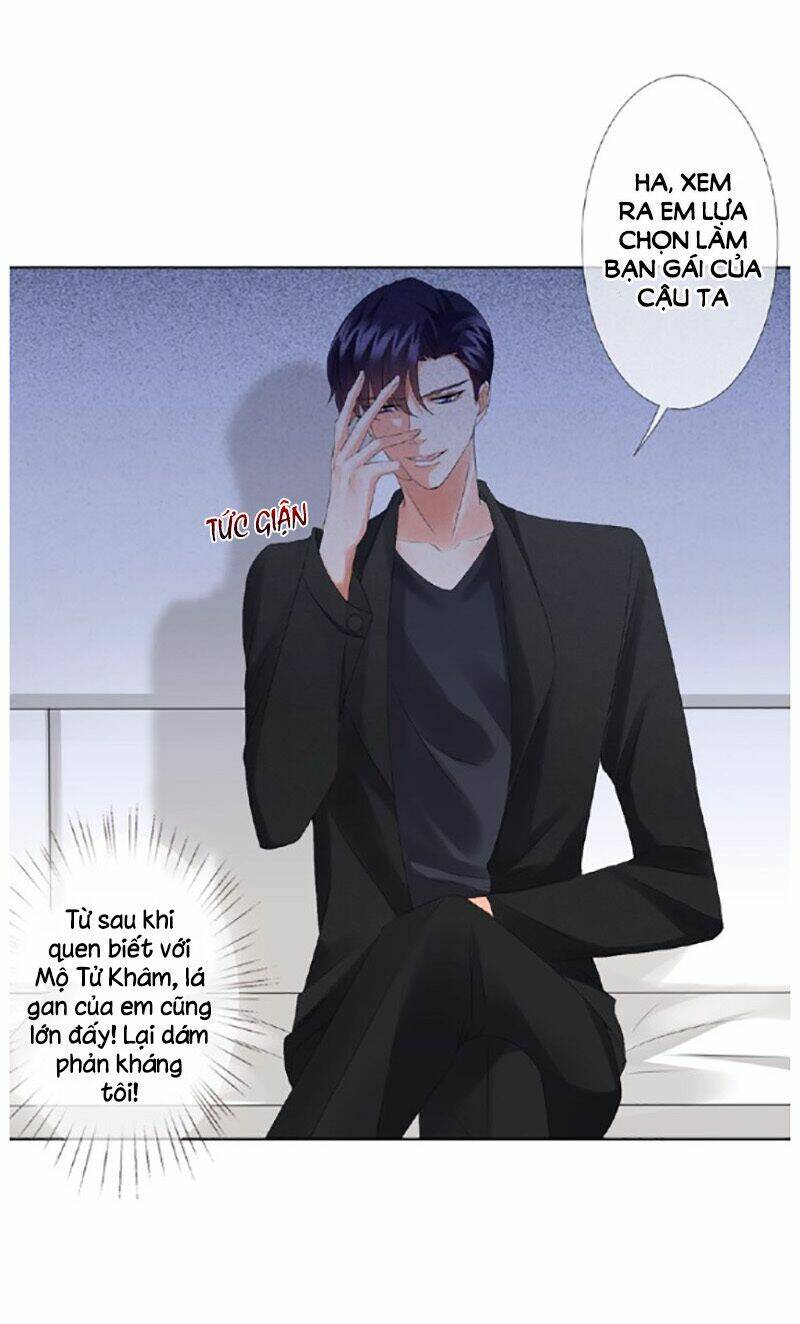 HA, XEM
RA EM LỰA
CHỌN LÀM
BẠN GÁI CỦA
CẬU TA
TỨC GIẬN
Từ sau khi
quen biết với
Mộ Tử Khâm, lá
gan của em cũng
lớn đấy! Lại dám
phản kháng
tôi!